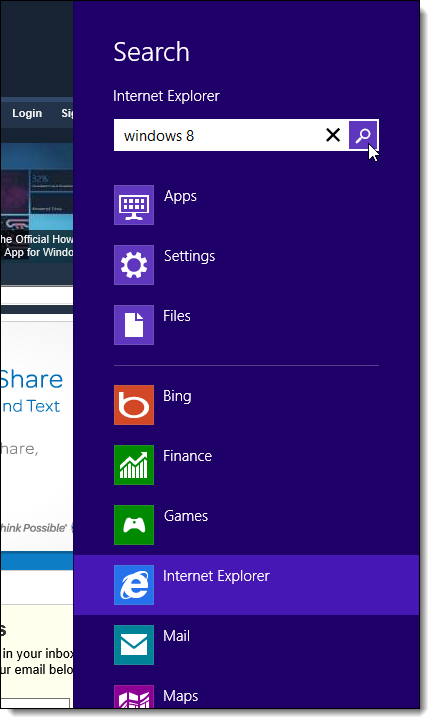 Search
Internet Explorer
windows 8
Login Si
32%
he Official How
App for Windo
Apps
Settings
Files
Share
nd Text
hare,
hink Possible
Bing
Finance
Games
Internet Explorer
s
in your inbox
ur email belo
Mail
Maps